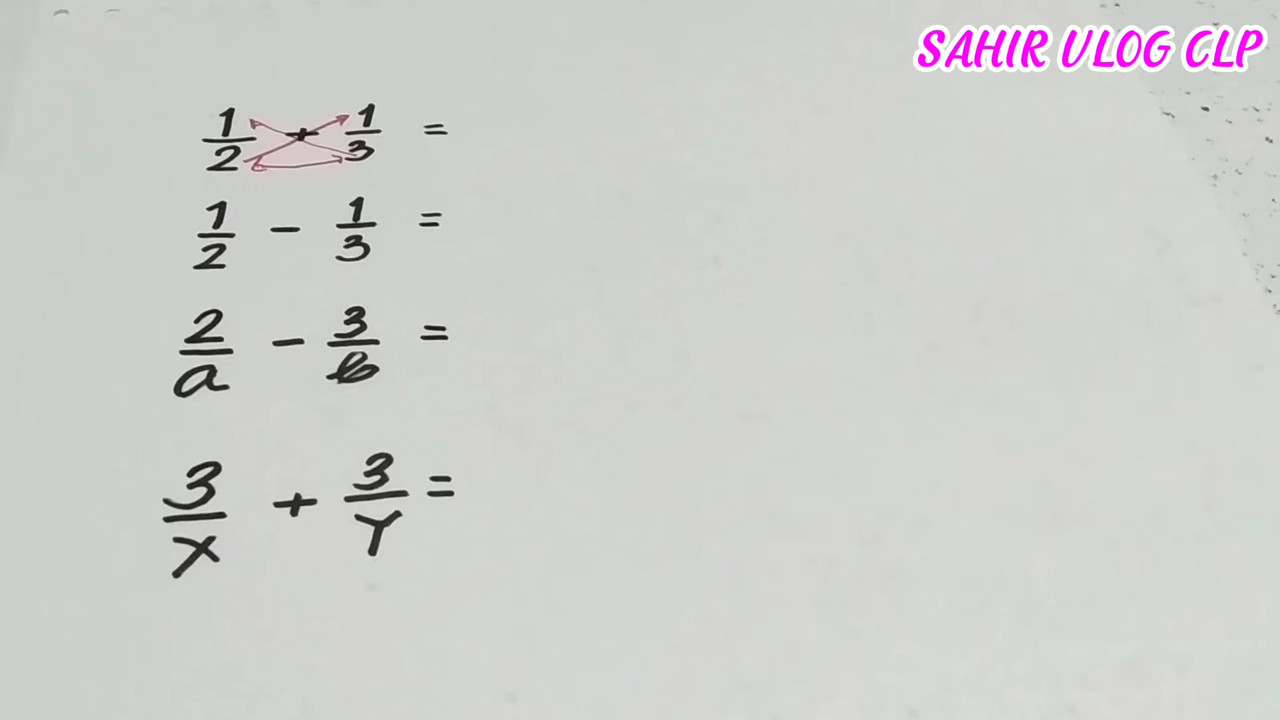 SAHIR VLOG CLP
1/2 + 1/3 =
1/2 - 1/3 =
2/a - 3/b =
3/x + 3/y =